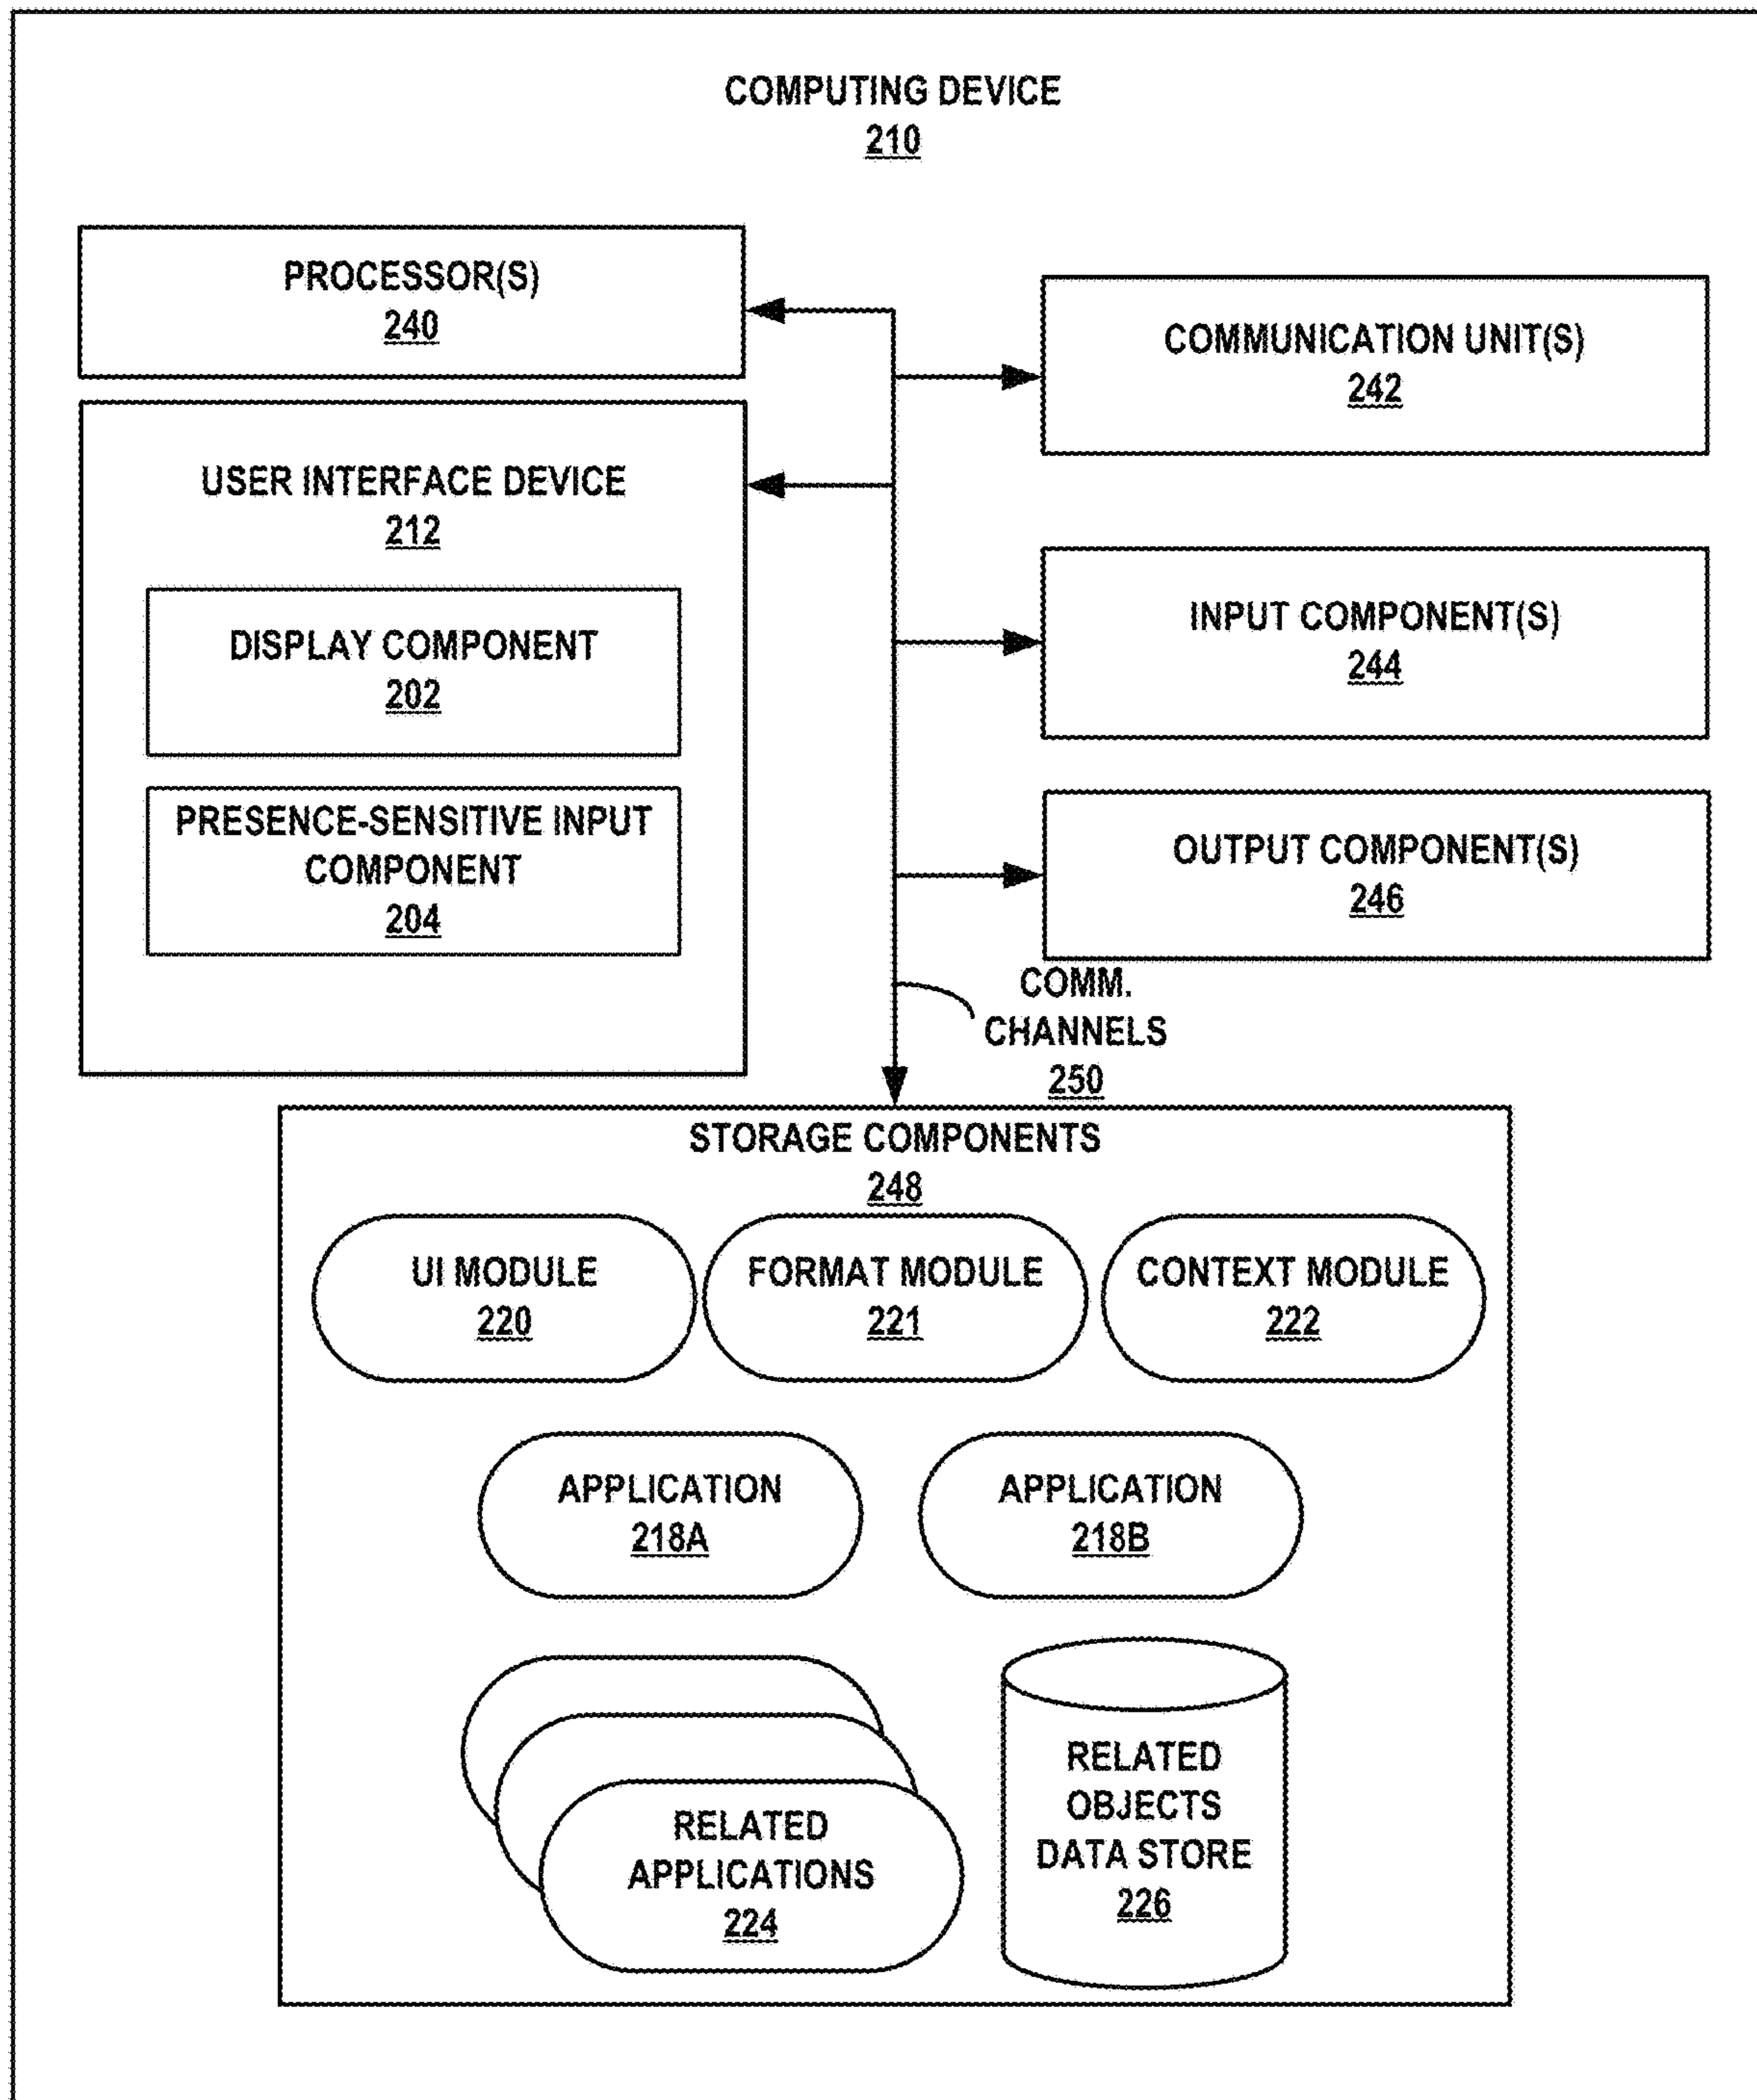 COMPUTING DEVICE
210
PROCESSOR(S)
240
COMMUNICATION UNIT(S)
242
USER INTERFACE DEVICE
212
DISPLAY COMPONENT
202
PRESENCE-SENSITIVE INPUT
COMPONENT
204
INPUT COMPONENT(S)
244
OUTPUT COMPONENT(S)
246
COMM.
CHANNELS
250
STORAGE COMPONENTS
248
UI MODULE
220
FORMAT MODULE
221
CONTEXT MODULE
222
APPLICATION
218A
APPLICATION
218B
RELATED
APPLICATIONS
224
RELATED
OBJECTS
DATA STORE
226